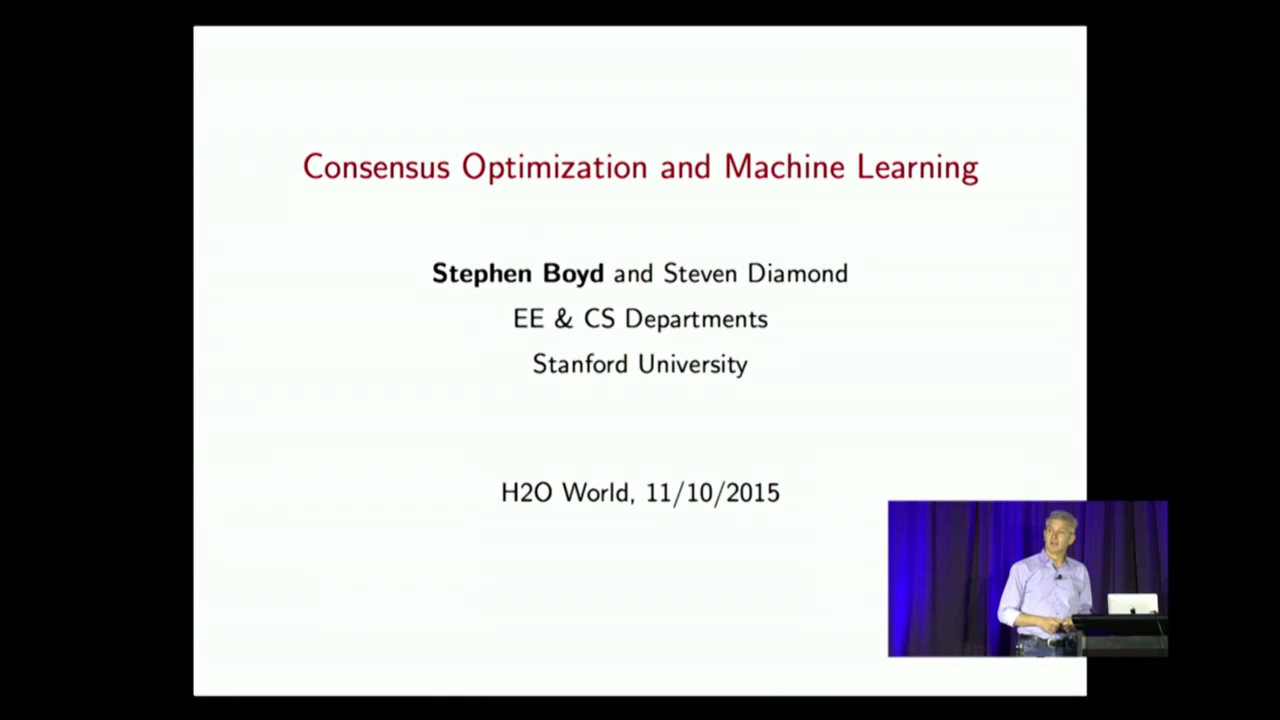 Consensus Optimization and Machine Learning
Stephen Boyd and Steven Diamond
EE & CS Departments
Stanford University
H2O World, 11/10/2015